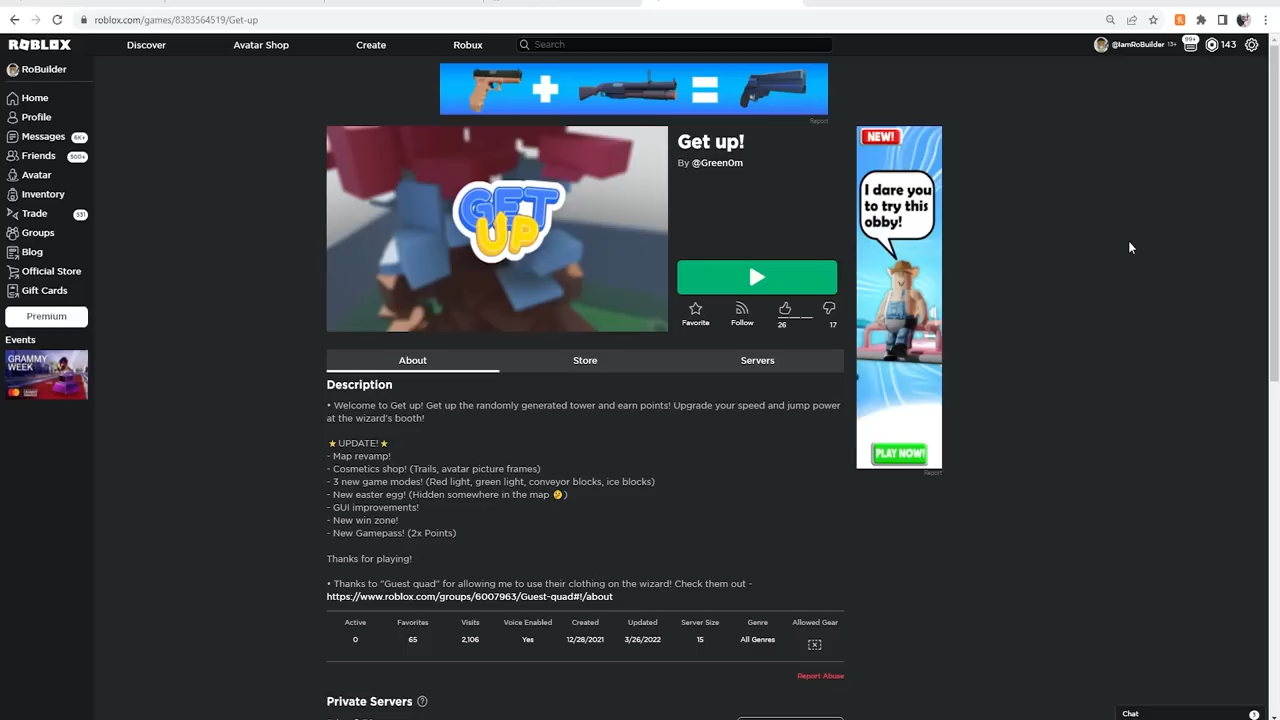 roblox.com/games/8383564519/Get-up
ROBLOX
Discover
Avatar Shop
Create
Robux
Search
@IamRoBuilder 13+
99+
143
RoBuilder
Home
Profile
Messages 6K+
Friends 500+
Avatar
Inventory
Trade 531
Groups
Blog
Official Store
Gift Cards
Premium
Events
GRAMMY
WEEK
Report
GET
UP
Get up!
By @Green0m
Favorite
Follow
26
17
NEW!
I dare you
to try this
obby!
PLAY NOW!
Report
About
Store
Servers
Description
• Welcome to Get up! Get up the randomly generated tower and earn points! Upgrade your speed and jump power
at the wizard's booth!
⭐UPDATE!⭐
- Map revamp!
- Cosmetics shop! (Trails, avatar picture frames)
- 3 new game modes! (Red light, green light, conveyor blocks, ice blocks)
- New easter egg! (Hidden somewhere in the map 🤔)
- GUI improvements!
- New win zone!
- New Gamepass! (2x Points)
Thanks for playing!
• Thanks to "Guest quad" for allowing me to use their clothing on the wizard! Check them out -
https://www.roblox.com/groups/6007963/Guest-quad#!/about
Active Favorites Visits Voice Enabled Created Updated Server Size Genre Allowed Gear
0 65 2,106 Yes 12/28/2021 3/26/2022 15 All Genres
Report Abuse
Private Servers
Chat
3